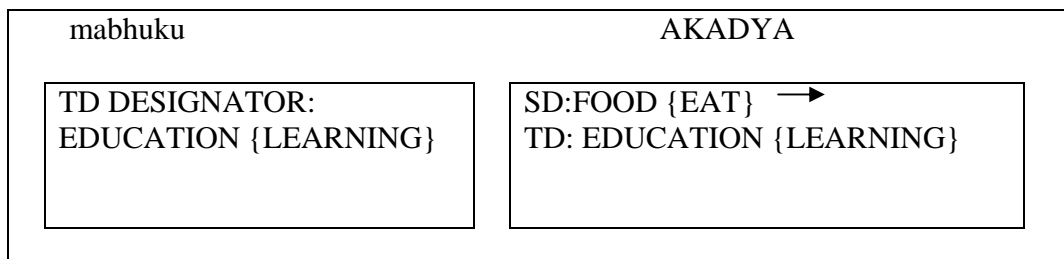 mabhuku AKADYA
TD DESIGNATOR:
EDUCATION {LEARNING}
SD:FOOD {EAT} →
TD: EDUCATION {LEARNING}